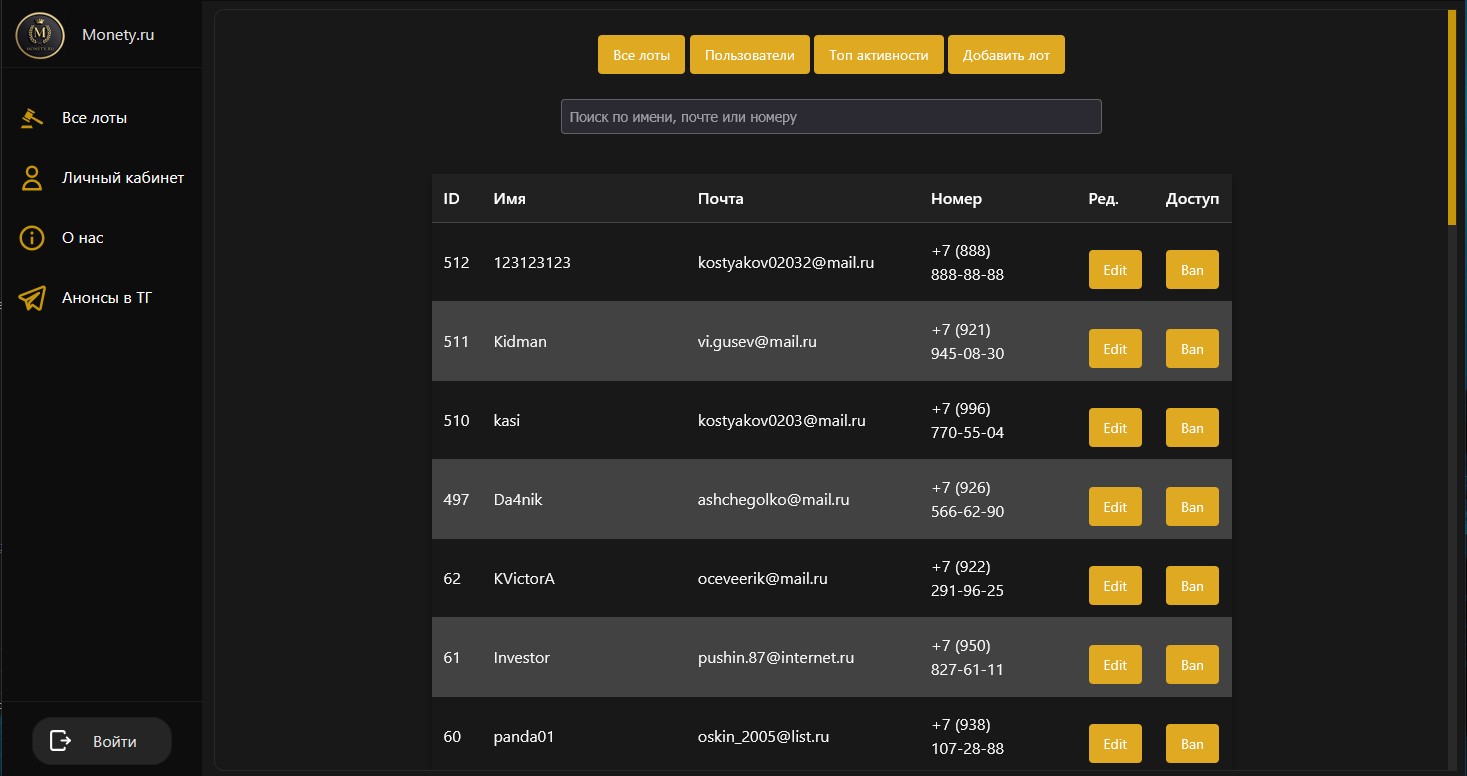 Monety.ru
Все лоты
Личный кабинет
О нас
Анонсы в ТГ
Войти
Все лоты Пользователи Топ активности Добавить лот
Поиск по имени, почте или номеру
ID Имя Почта Номер Ред. Доступ
512 123123123 kostyakov02032@mail.ru +7 (888) 888-88-88 Edit Ban
511 Kidman vi.gusev@mail.ru +7 (921) 945-08-30 Edit Ban
510 kasi kostyakov0203@mail.ru +7 (996) 770-55-04 Edit Ban
497 Da4nik ashchegolko@mail.ru +7 (926) 566-62-90 Edit Ban
62 KVictorA oceveerik@mail.ru +7 (922) 291-96-25 Edit Ban
61 Investor pushin.87@internet.ru +7 (950) 827-61-11 Edit Ban
60 panda01 oskin_2005@list.ru +7 (938) 107-28-88 Edit Ban